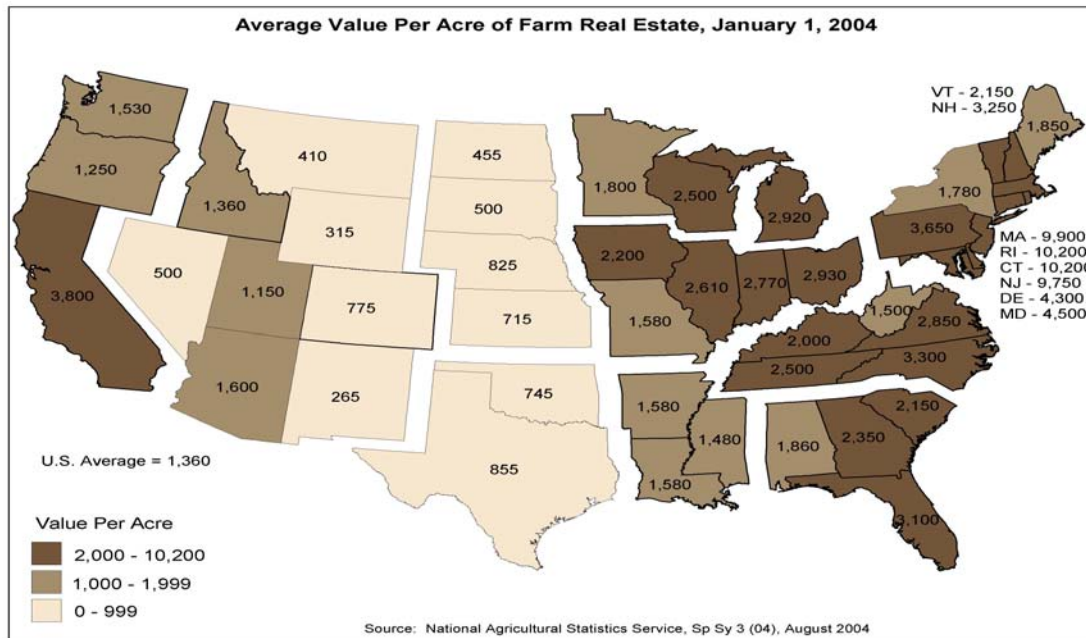 Average Value Per Acre of Farm Real Estate, January 1, 2004
VT - 2,150
NH - 3,250
1,530
1,850
410
455
1,250
1,800
1,780
1,360
500
2,500
2,920
315
3,650
MA - 9,900
RI - 10,200
CT - 10,200
NJ - 9,750
DE - 4,300
MD - 4,500
500
825
2,200
3,800
1,150
775
2,610
2,770
2,930
715
1,580
1,500
2,850
2,000
3,300
1,600
265
745
2,500
1,580
2,150
1,480
1,860
2,350
U.S. Average = 1,360
855
1,580
3,100
Value Per Acre
2,000 - 10,200
1,000 - 1,999
0 - 999
Source: National Agricultural Statistics Service, Sp Sy 3 (04), August 2004